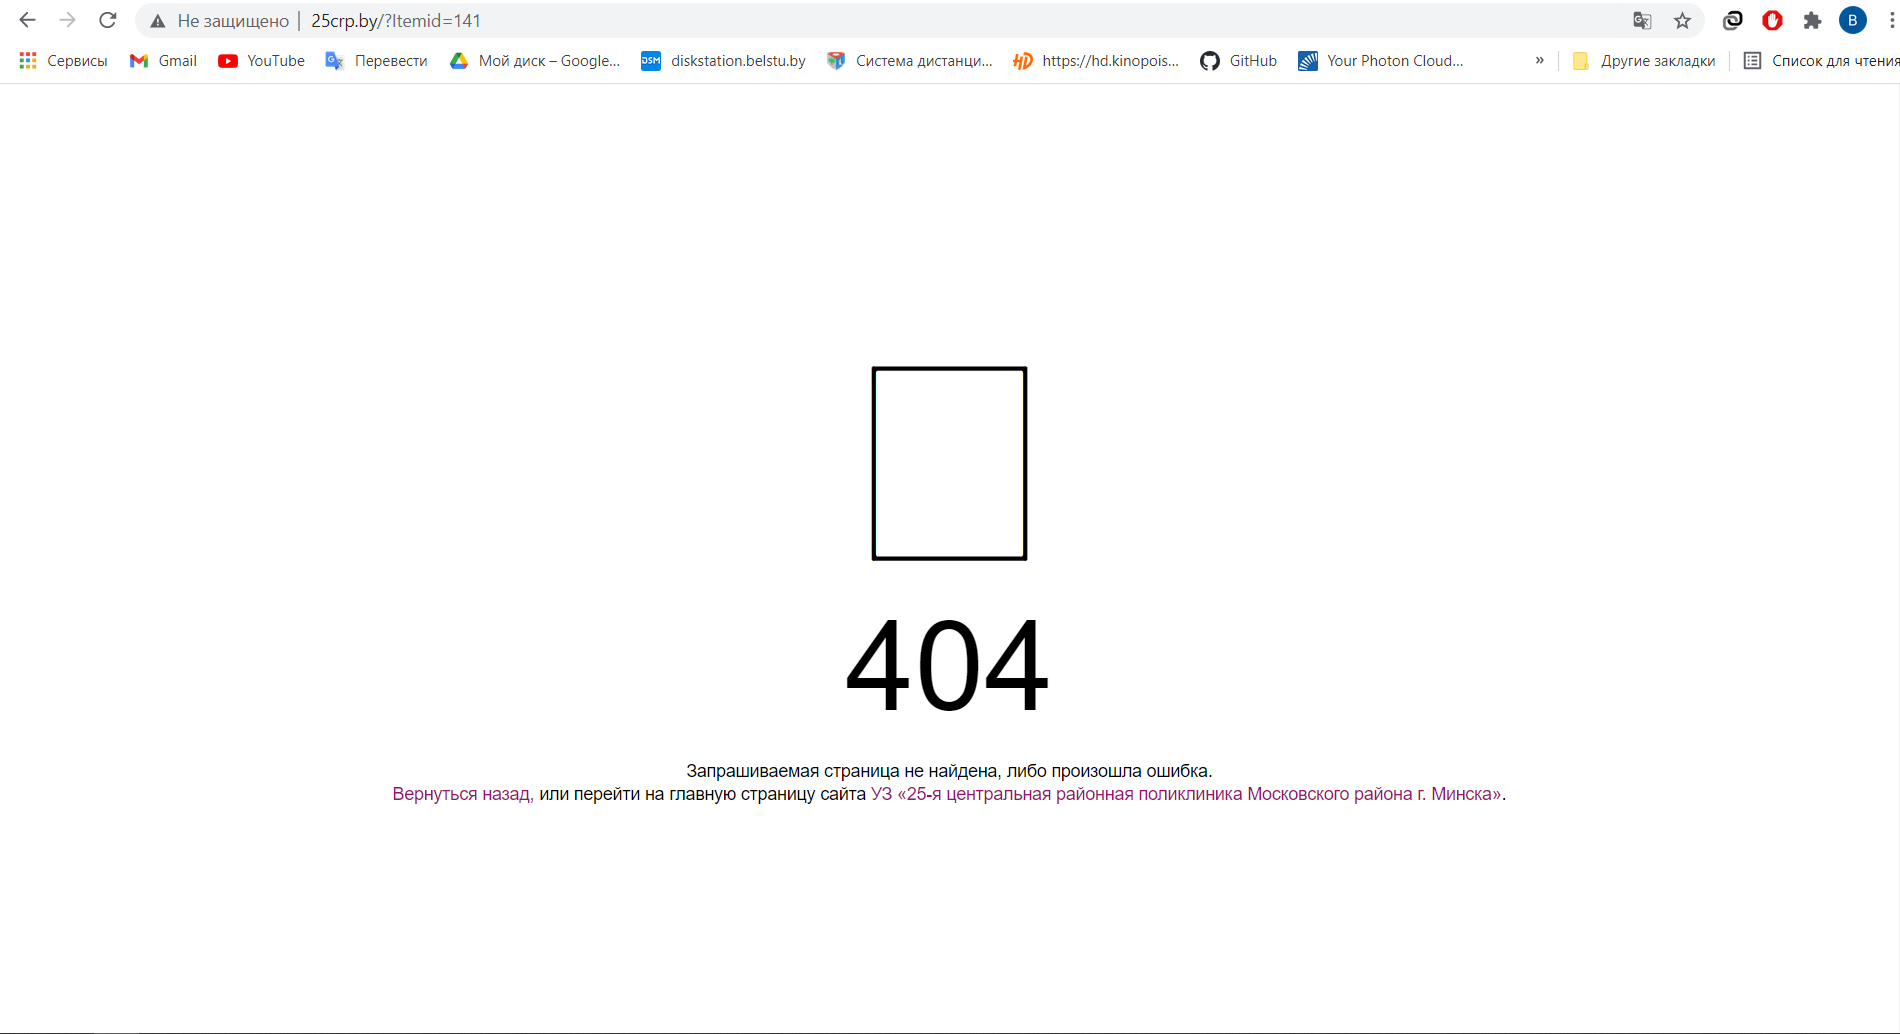 Не защищено | 25crp.by/?Itemid=141
B
Сервисы Gmail YouTube Перевести Мой диск – Google... DSM diskstation.belstu.by Система дистанци... HD https://hd.kinopois... GitHub Your Photon Cloud... » Другие закладки Список для чтения
404
Запрашиваемая страница не найдена, либо произошла ошибка.
Вернуться назад, или перейти на главную страницу сайта УЗ «25-я центральная районная поликлиника Московского района г. Минска».